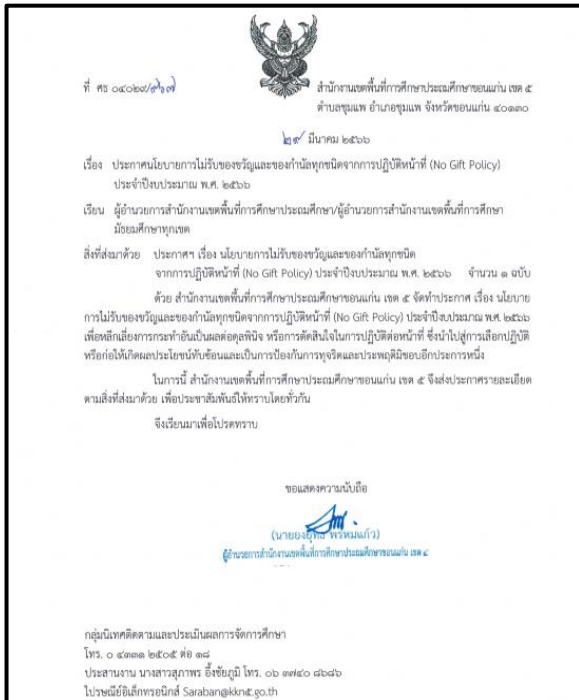 ที่ ศธ ๐๔๐๒๙/
สำนักงานเขตพื้นที่การศึกษาประถมศึกษาขอนแก่น เขต ๕
ตำบลชุมแพ อำเภอชุมแพ จังหวัดขอนแก่น ๔๐๑๓๐
๒๙ มีนาคม ๒๕๖๖
เรื่อง ประกาศนโยบายการไม่รับของขวัญและของกำนัลทุกชนิดจากการปฏิบัติหน้าที่ (No Gift Policy)
ประจำปีงบประมาณ พ.ศ. ๒๕๖๖
เรียน ผู้อำนวยการสำนักงานเขตพื้นที่การศึกษาประถมศึกษา/ผู้อำนวยการสำนักงานเขตพื้นที่การศึกษา
มัธยมศึกษาทุกเขต
สิ่งที่ส่งมาด้วย ประกาศฯ เรื่อง นโยบายการไม่รับของขวัญและของกำนัลทุกชนิด
จากการปฏิบัติหน้าที่ (No Gift Policy) ประจำปีงบประมาณ พ.ศ. ๒๕๖๖ จำนวน ๑ ฉบับ
ด้วย สำนักงานเขตพื้นที่การศึกษาประถมศึกษาขอนแก่น เขต ๕ จัดทำประกาศ เรื่อง นโยบาย
การไม่รับของขวัญและของกำนัลทุกชนิดจากการปฏิบัติหน้าที่ (No Gift Policy) ประจำปีงบประมาณ พ.ศ. ๒๕๖๖
เพื่อหลีกเลี่ยงการกระทำอันเป็นผลต่อดุลพินิจ หรือการตัดสินใจในการปฏิบัติต่อหน้าที่ ซึ่งนำไปสู่การเลือกปฏิบัติ
หรือก่อให้เกิดผลประโยชน์ทับซ้อนและเป็นการป้องกันการทุจริตและประพฤติมิชอบอีกประการหนึ่ง
ในการนี้ สำนักงานเขตพื้นที่การศึกษาประถมศึกษาขอนแก่น เขต ๕ จึงส่งประกาศรายละเอียด
ตามสิ่งที่ส่งมาด้วย เพื่อประชาสัมพันธ์ให้ทราบโดยทั่วกัน
จึงเรียนมาเพื่อโปรดทราบ
ขอแสดงความนับถือ
(นายยงยุทธ พรหมแก้ว)
ผู้อำนวยการสำนักงานเขตพื้นที่การศึกษาประถมศึกษาขอนแก่น เขต ๕
กลุ่มนิเทศติดตามและประเมินผลการจัดการศึกษา
โทร. ๐ ๔๓๓๑ ๒๕๐๕ ต่อ ๑๘
ประสานงาน นางสาวสุภาพร อึ้งชัยภูมิ โทร. ๐๖ ๓๗๔๐ ๘๖๘๖
ไปรษณีย์อิเล็กทรอนิกส์ Saraban@kkn๕.go.th